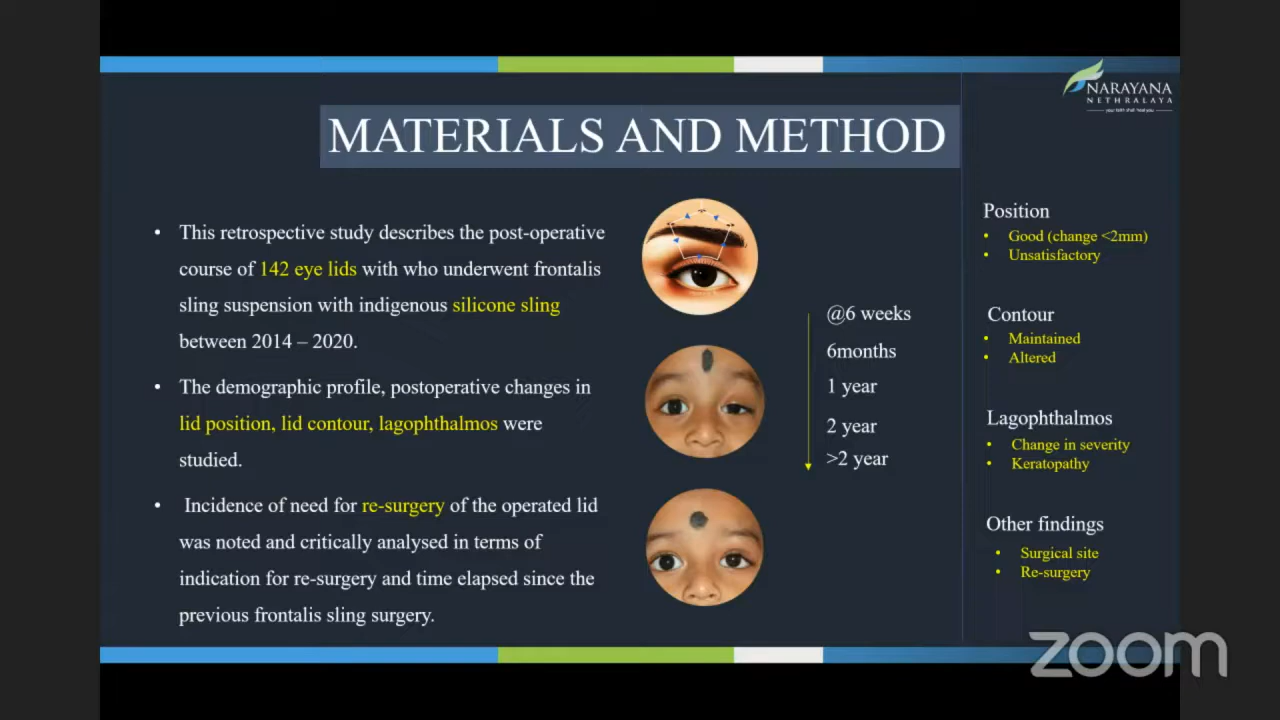 NARAYANA
NETHRALAYA
MATERIALS AND METHOD
• This retrospective study describes the post-operative
course of 142 eye lids with who underwent frontalis
sling suspension with indigenous silicone sling
between 2014 – 2020.
• The demographic profile, postoperative changes in
lid position, lid contour, lagophthalmos were
studied.
• Incidence of need for re-surgery of the operated lid
was noted and critically analysed in terms of
indication for re-surgery and time elapsed since the
previous frontalis sling surgery.
@6 weeks
6months
1 year
2 year
>2 year
Position
• Good (change <2mm)
• Unsatisfactory
Contour
• Maintained
• Altered
Lagophthalmos
• Change in severity
• Keratopathy
Other findings
• Surgical site
• Re-surgery
zoom